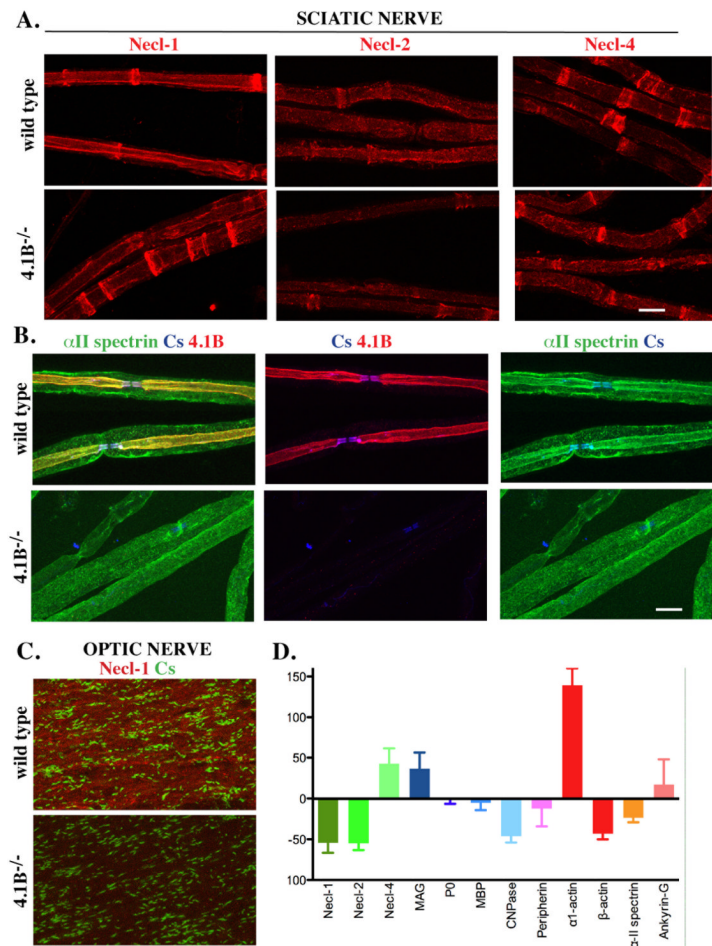 A.
SCIATIC NERVE
Necl-1 Necl-2 Necl-4
wild type
4.1B-/-
B.
αII spectrin Cs 4.1B Cs 4.1B αII spectrin Cs
wild type
4.1B-/-
C.
OPTIC NERVE
Necl-1 Cs
wild type
4.1B-/-
D.
150
100
50
0
-50
100
Necl-1
Necl-2
Necl-4
MAG
P0
MBP
CNPase
Peripherin
α1-actin
β-actin
α-II spectrin
Ankyrin-G